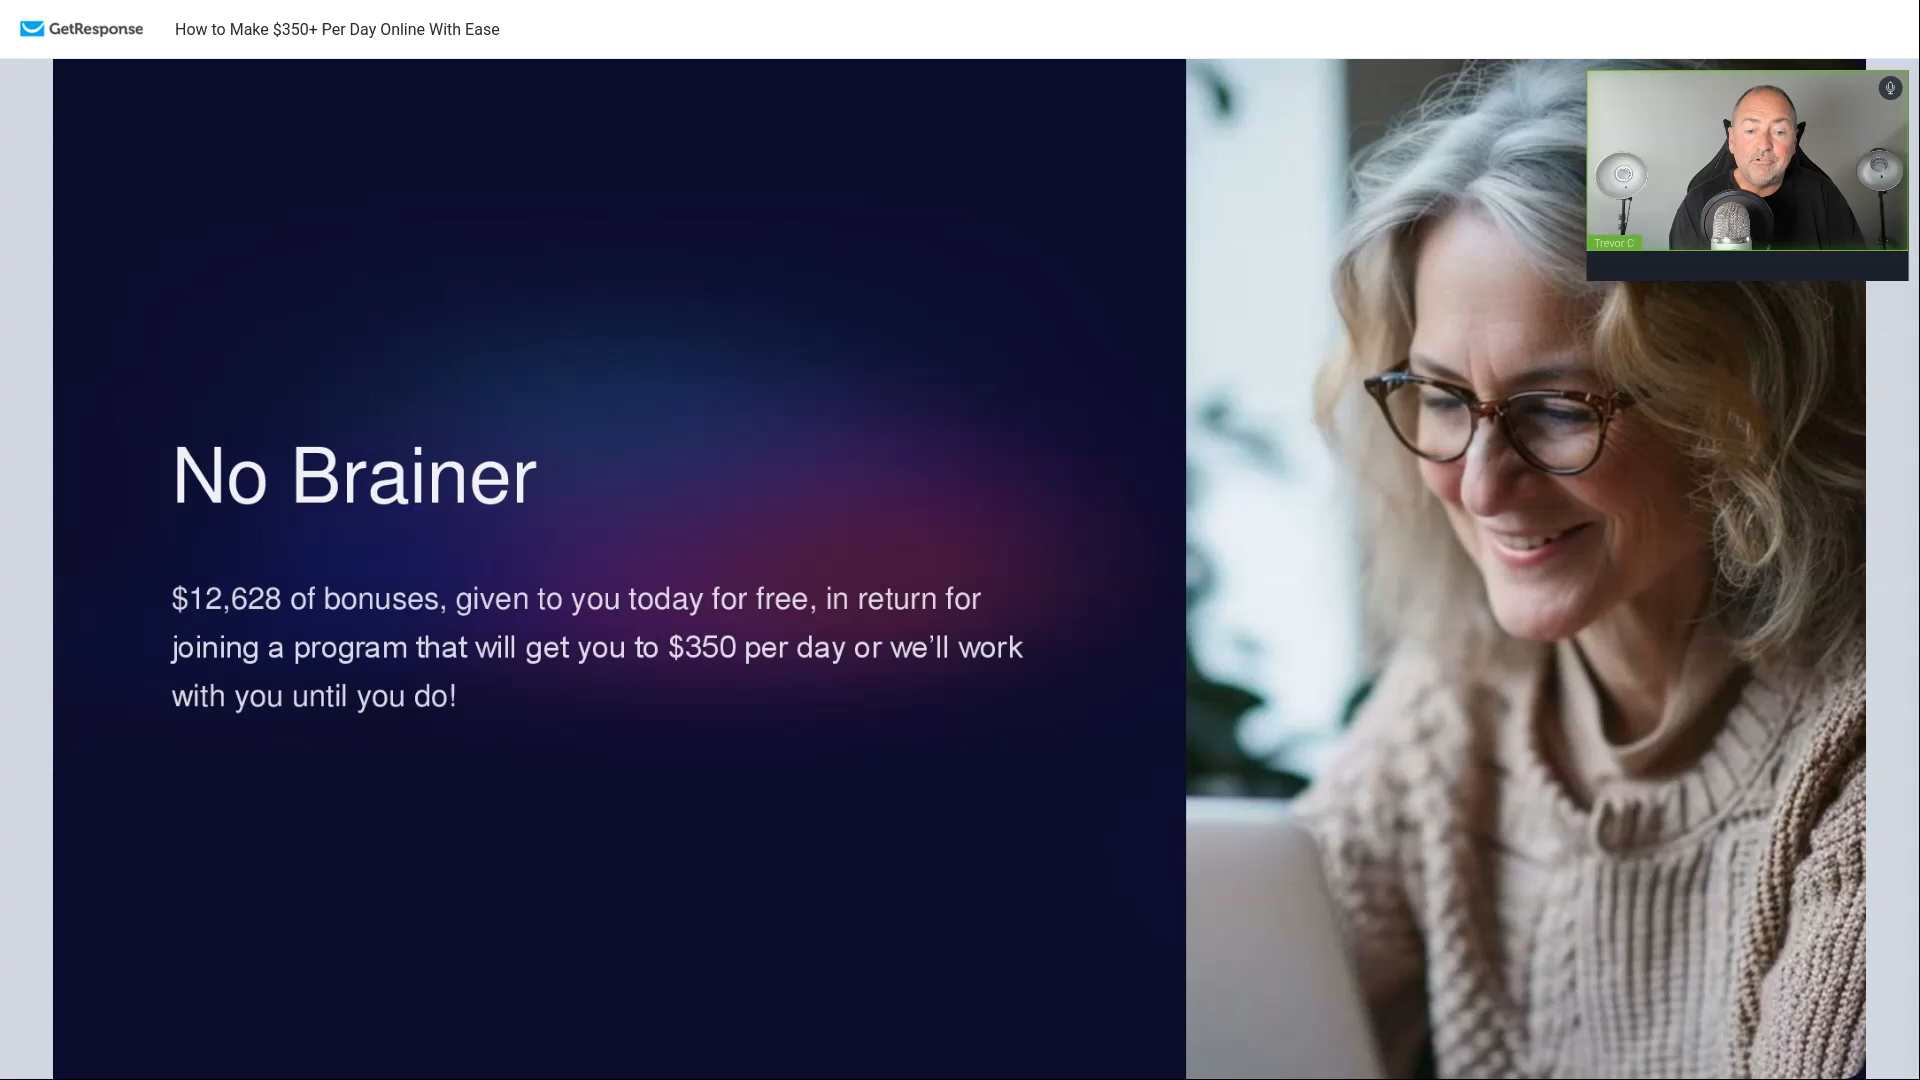 GetResponse
How to Make $350+ Per Day Online With Ease
Trevor C
No Brainer
$12,628 of bonuses, given to you today for free, in return for
joining a program that will get you to $350 per day or we’ll work
with you until you do!